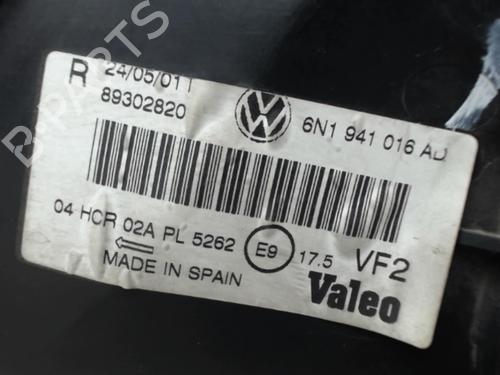 B-PARTS
R 24/05/01
89302820
6N1 941 016 AD
04 HCR 02A PL 5262 E9 17.5 VF2
MADE IN SPAIN
Valeo